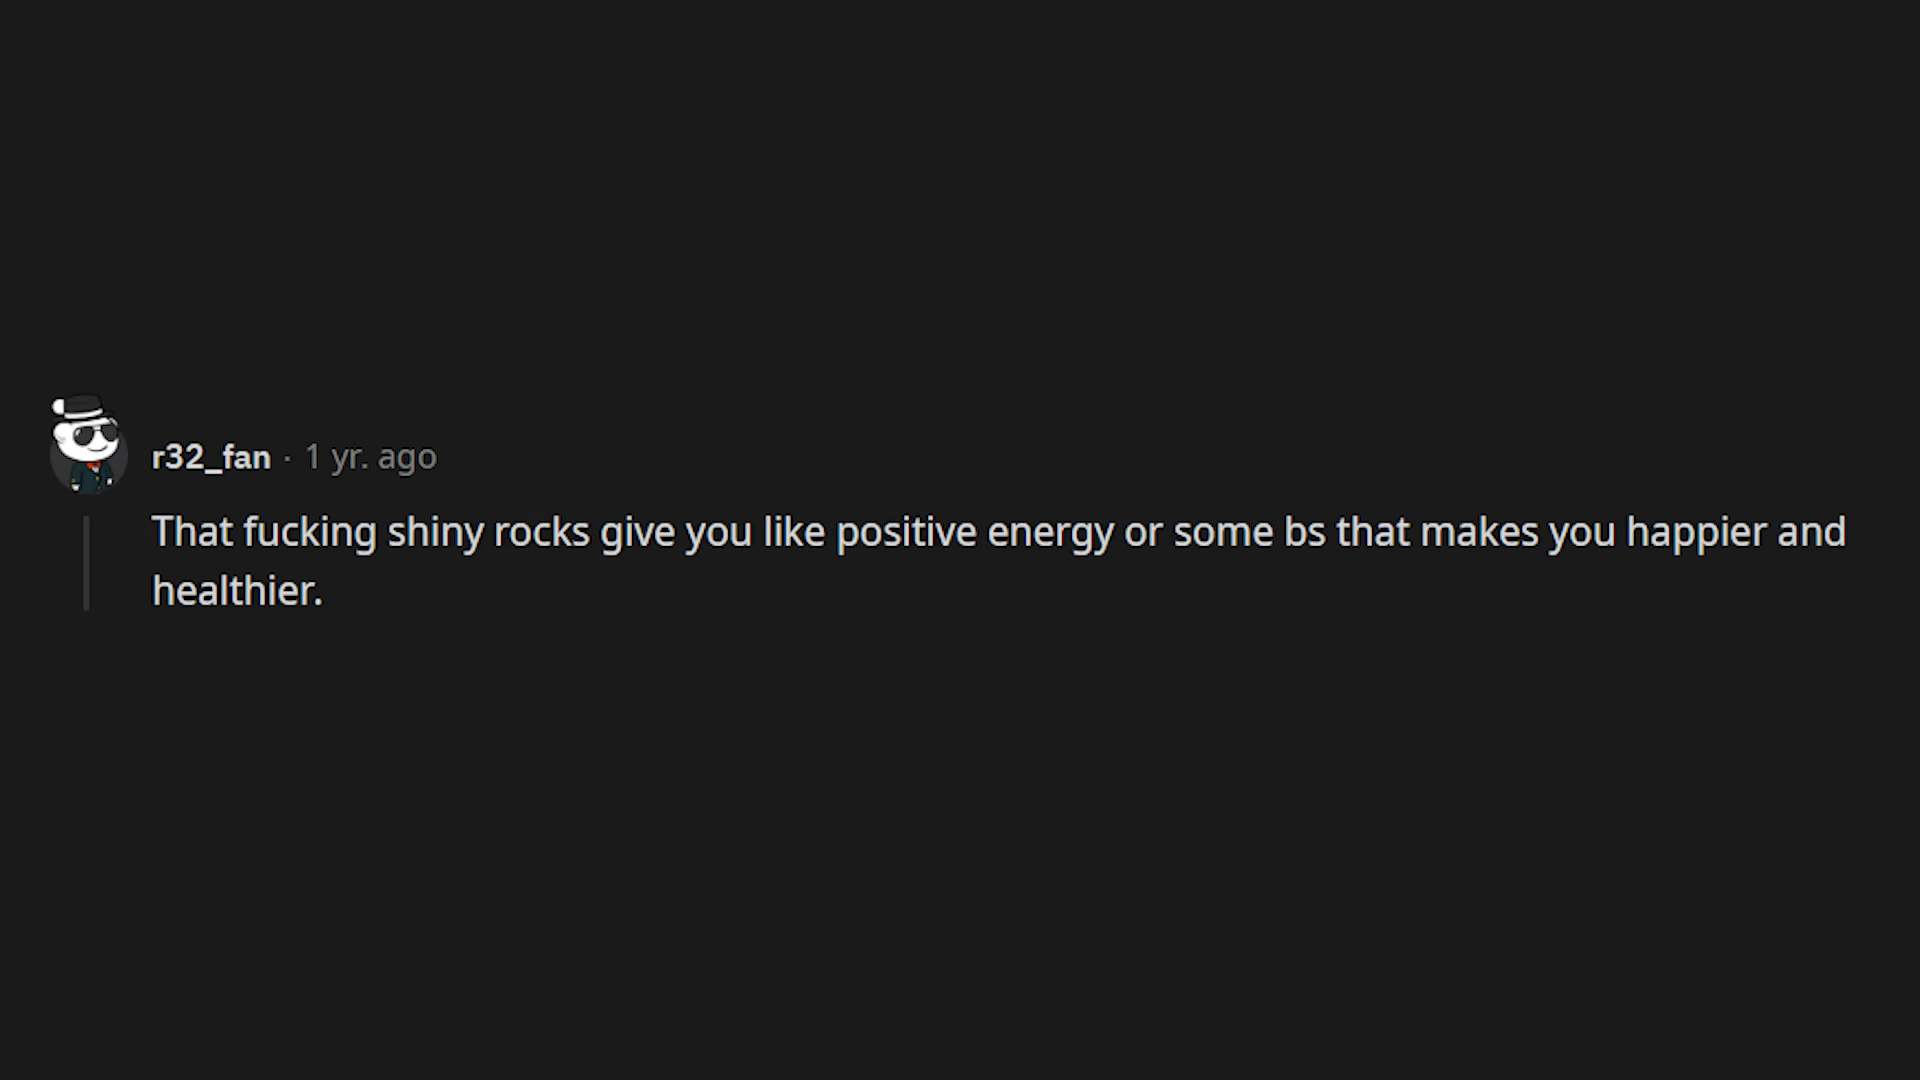 r32_fan · 1 yr. ago
That fucking shiny rocks give you like positive energy or some bs that makes you happier and
healthier.